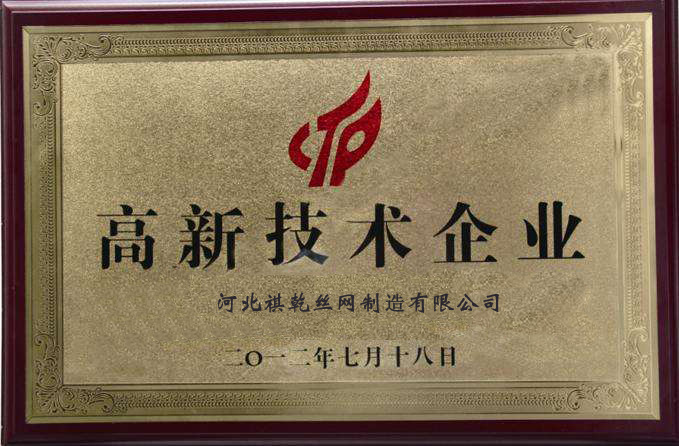 高新技术企业
河北祺乾丝网制造有限公司
二〇一二年七月十八日